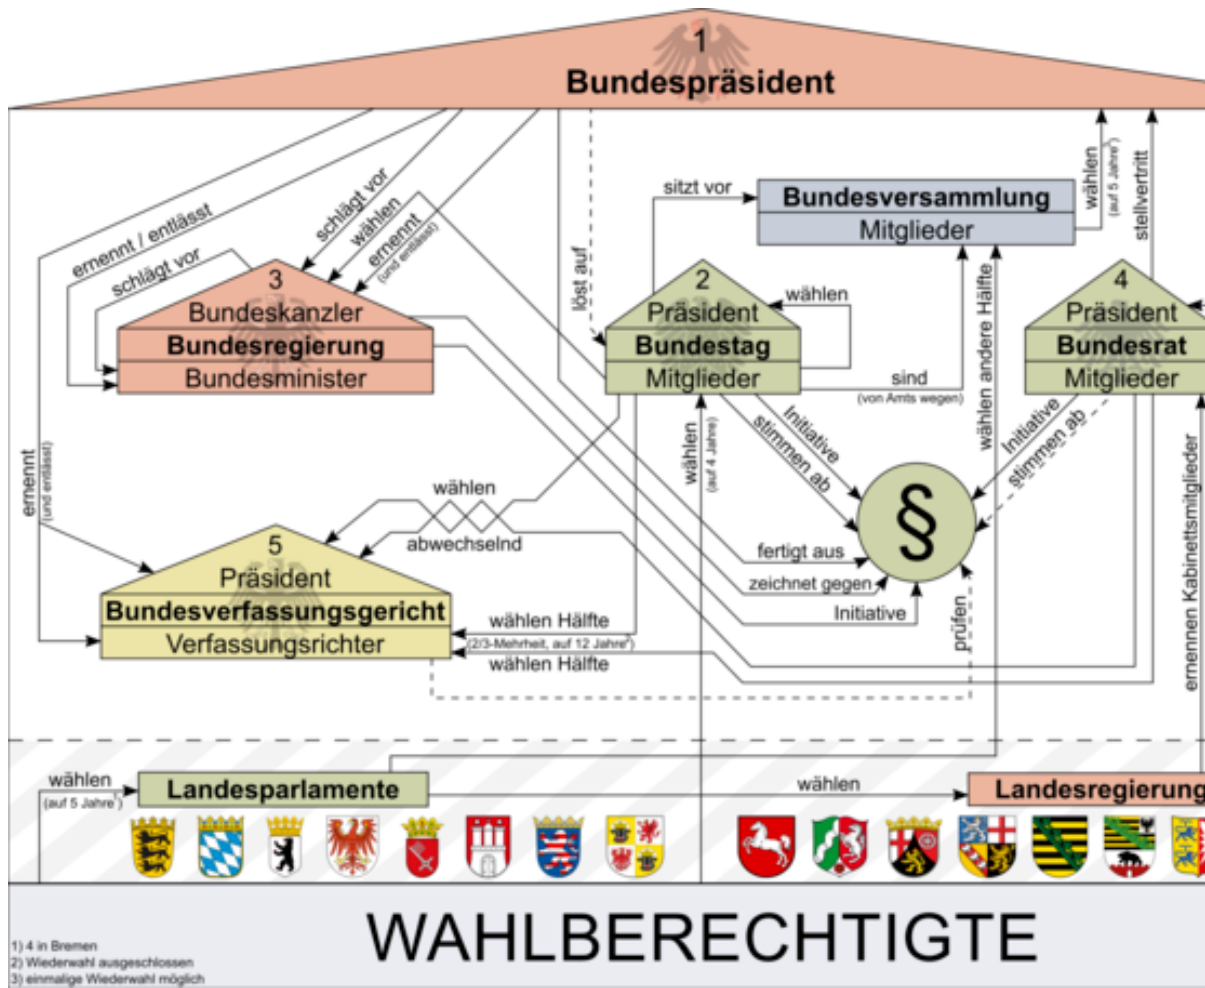 1
Bundespräsident
schlägt vor
wählen
ernennt
(und entlässt)
ernennt / entlässt
schlägt vor
löst auf
sitzt vor
Bundesversammlung
Mitglieder
wählen
(auf 5 Jahre³)
stellvertritt
3
Bundeskanzler
Bundesregierung
Bundesminister
2
Präsident
Bundestag
Mitglieder
wählen
sind
(von Amts wegen)
wählen andere Hälfte
4
Präsident
Bundesrat
Mitglieder
ernennt
(und entlässt)
wählen
abwechselnd
wählen
(auf 4 Jahre)
Initiative
stimmen ab
Initiative
stimmen ab
§
ernennen Kabinettsmitglieder
5
Präsident
Bundesverfassungsgericht
Verfassungsrichter
fertigt aus
zeichnet gegen
Initiative
prüfen
wählen Hälfte
(2/3-Mehrheit, auf 12 Jahre²)
wählen Hälfte
wählen
(auf 5 Jahre¹)
Landesparlamente
wählen
Landesregierung
WAHLBERECHTIGTE
1) 4 in Bremen
2) Wiederwahl ausgeschlossen
3) einmalige Wiederwahl möglich